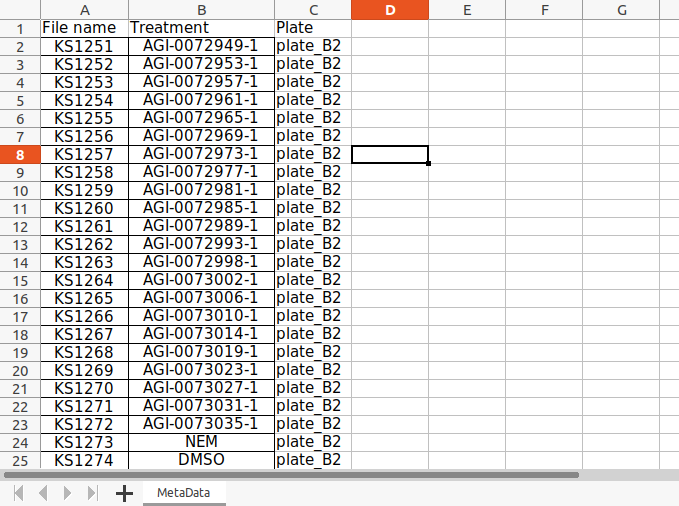 A B C D E F G
1 File name Treatment Plate
2 KS1251 AGI-0072949-1 plate_B2
3 KS1252 AGI-0072953-1 plate_B2
4 KS1253 AGI-0072957-1 plate_B2
5 KS1254 AGI-0072961-1 plate_B2
6 KS1255 AGI-0072965-1 plate_B2
7 KS1256 AGI-0072969-1 plate_B2
8 KS1257 AGI-0072973-1 plate_B2
9 KS1258 AGI-0072977-1 plate_B2
10 KS1259 AGI-0072981-1 plate_B2
11 KS1260 AGI-0072985-1 plate_B2
12 KS1261 AGI-0072989-1 plate_B2
13 KS1262 AGI-0072993-1 plate_B2
14 KS1263 AGI-0072998-1 plate_B2
15 KS1264 AGI-0073002-1 plate_B2
16 KS1265 AGI-0073006-1 plate_B2
17 KS1266 AGI-0073010-1 plate_B2
18 KS1267 AGI-0073014-1 plate_B2
19 KS1268 AGI-0073019-1 plate_B2
20 KS1269 AGI-0073023-1 plate_B2
21 KS1270 AGI-0073027-1 plate_B2
22 KS1271 AGI-0073031-1 plate_B2
23 KS1272 AGI-0073035-1 plate_B2
24 KS1273 NEM plate_B2
25 KS1274 DMSO plate_B2
MetaData